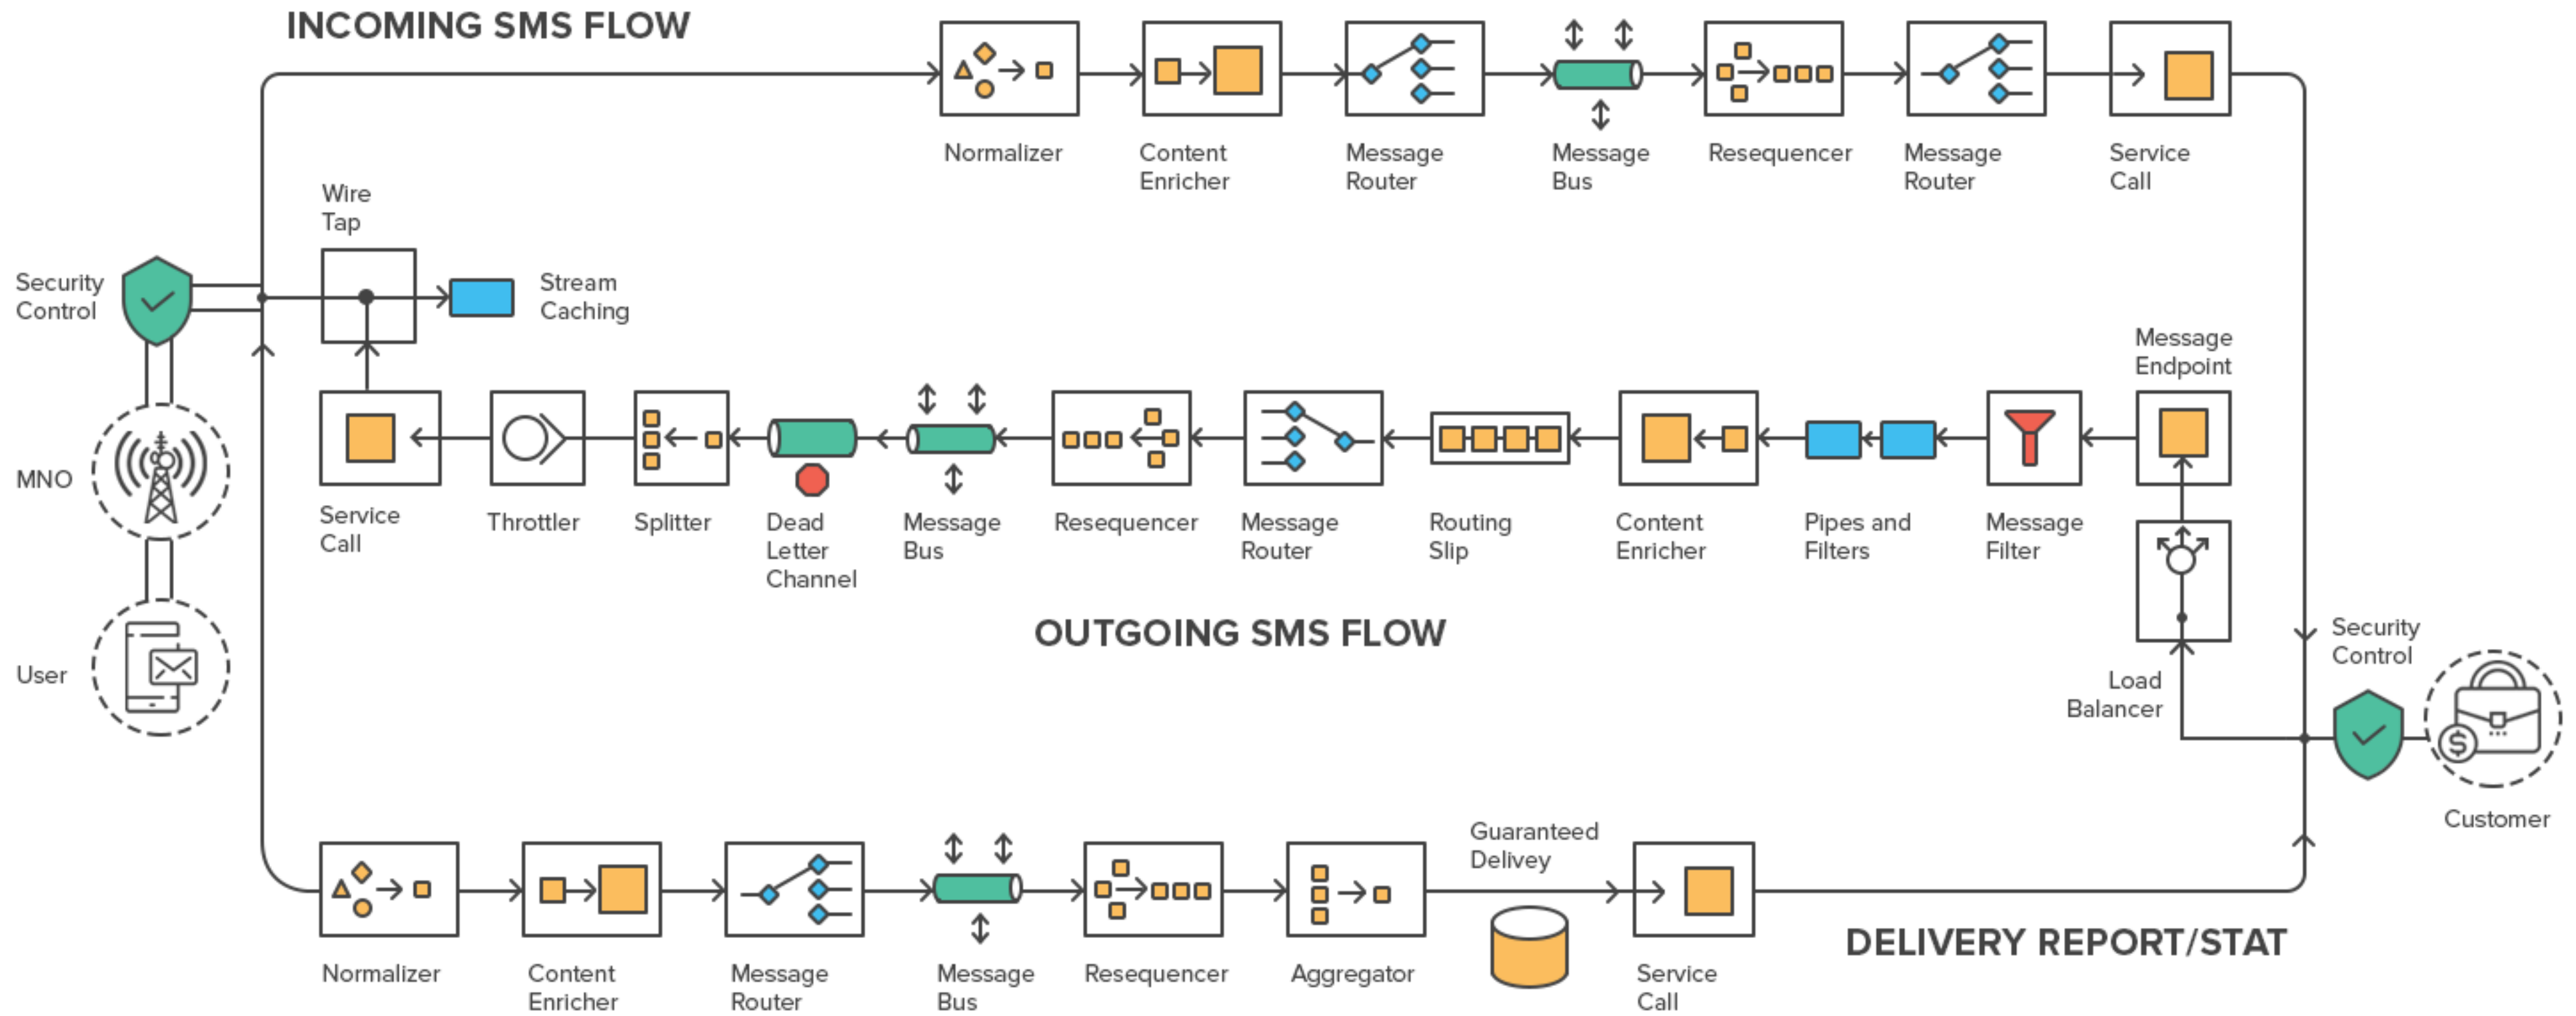 INCOMING SMS FLOW
Normalizer
Content
Enricher
Message
Router
Message
Bus
Resequencer
Message
Router
Service
Call
Wire
Tap
Security
Control
Stream
Caching
Message
Endpoint
MNO
Service
Call
Throttler
Splitter
Dead
Letter
Channel
Message
Bus
Resequencer
Message
Router
Routing
Slip
Content
Enricher
Pipes and
Filters
Message
Filter
OUTGOING SMS FLOW
User
Load
Balancer
Security
Control
$
Customer
Guaranteed
Delivey
Normalizer
Content
Enricher
Message
Router
Message
Bus
Resequencer
Aggregator
Service
Call
DELIVERY REPORT/STAT